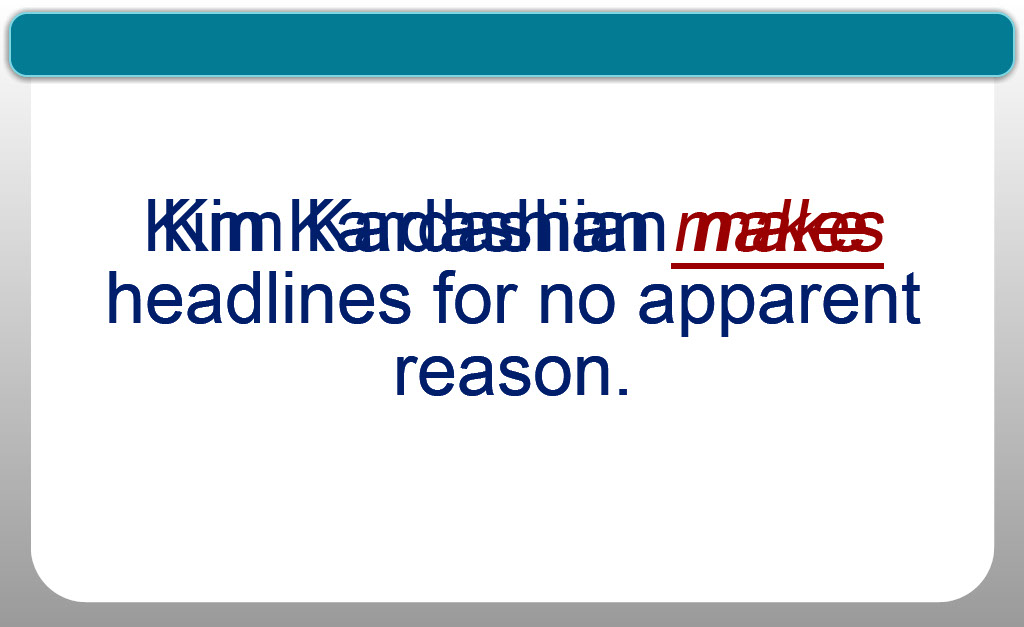 Kim Kardashian makes
headlines for no apparent
reason.